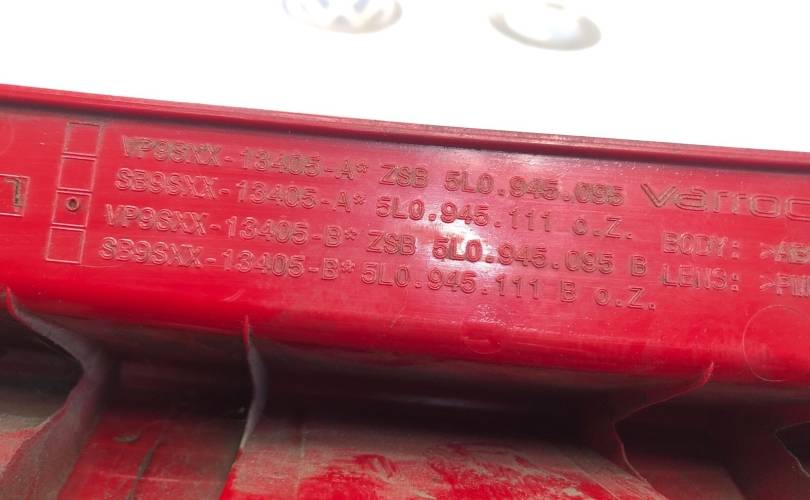 VP9SXX-13405-A* ZSB 5L0.945.095
SB9SXX-13405-A* 5L0.945.111 o.Z.
VP9SXX-13405-B* ZSB 5L0.945.095 B
SB9SXX-13405-B* 5L0.945.111 B o.Z.
Varroc
BODY:
LENS: